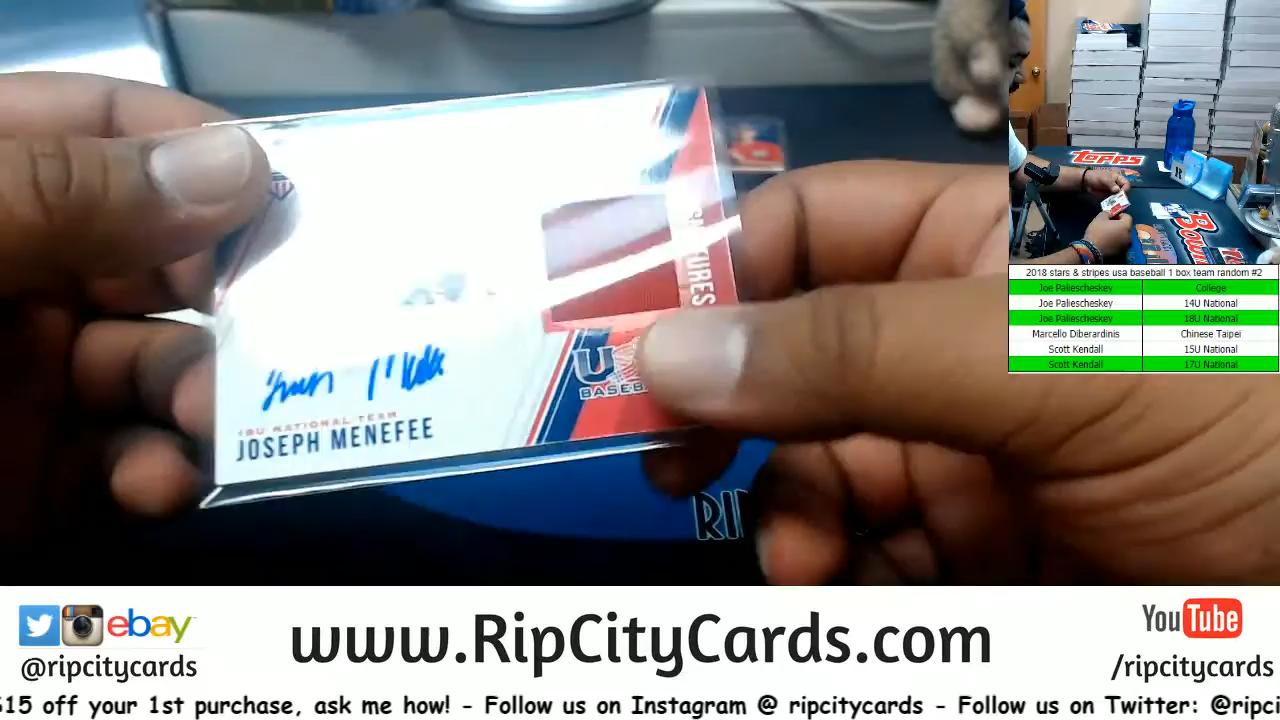 TOPPS
2018 stars & stripes usa baseball 1 box team random #2
Joe Paliescheskey College
Joe Paliescheskey 14U National
Joe Paliescheskey 18U National
Marcello Diberardinis Chinese Taipei
Scott Kendall 15U National
Scott Kendall 17U National
18U NATIONAL TEAM
JOSEPH MENEFEE
ebay
@ripcitycards
www.RipCityCards.com
YouTube
/ripcitycards
$15 off your 1st purchase, ask me how! - Follow us on Instagram @ ripcitycards - Follow us on Twitter: @ripci